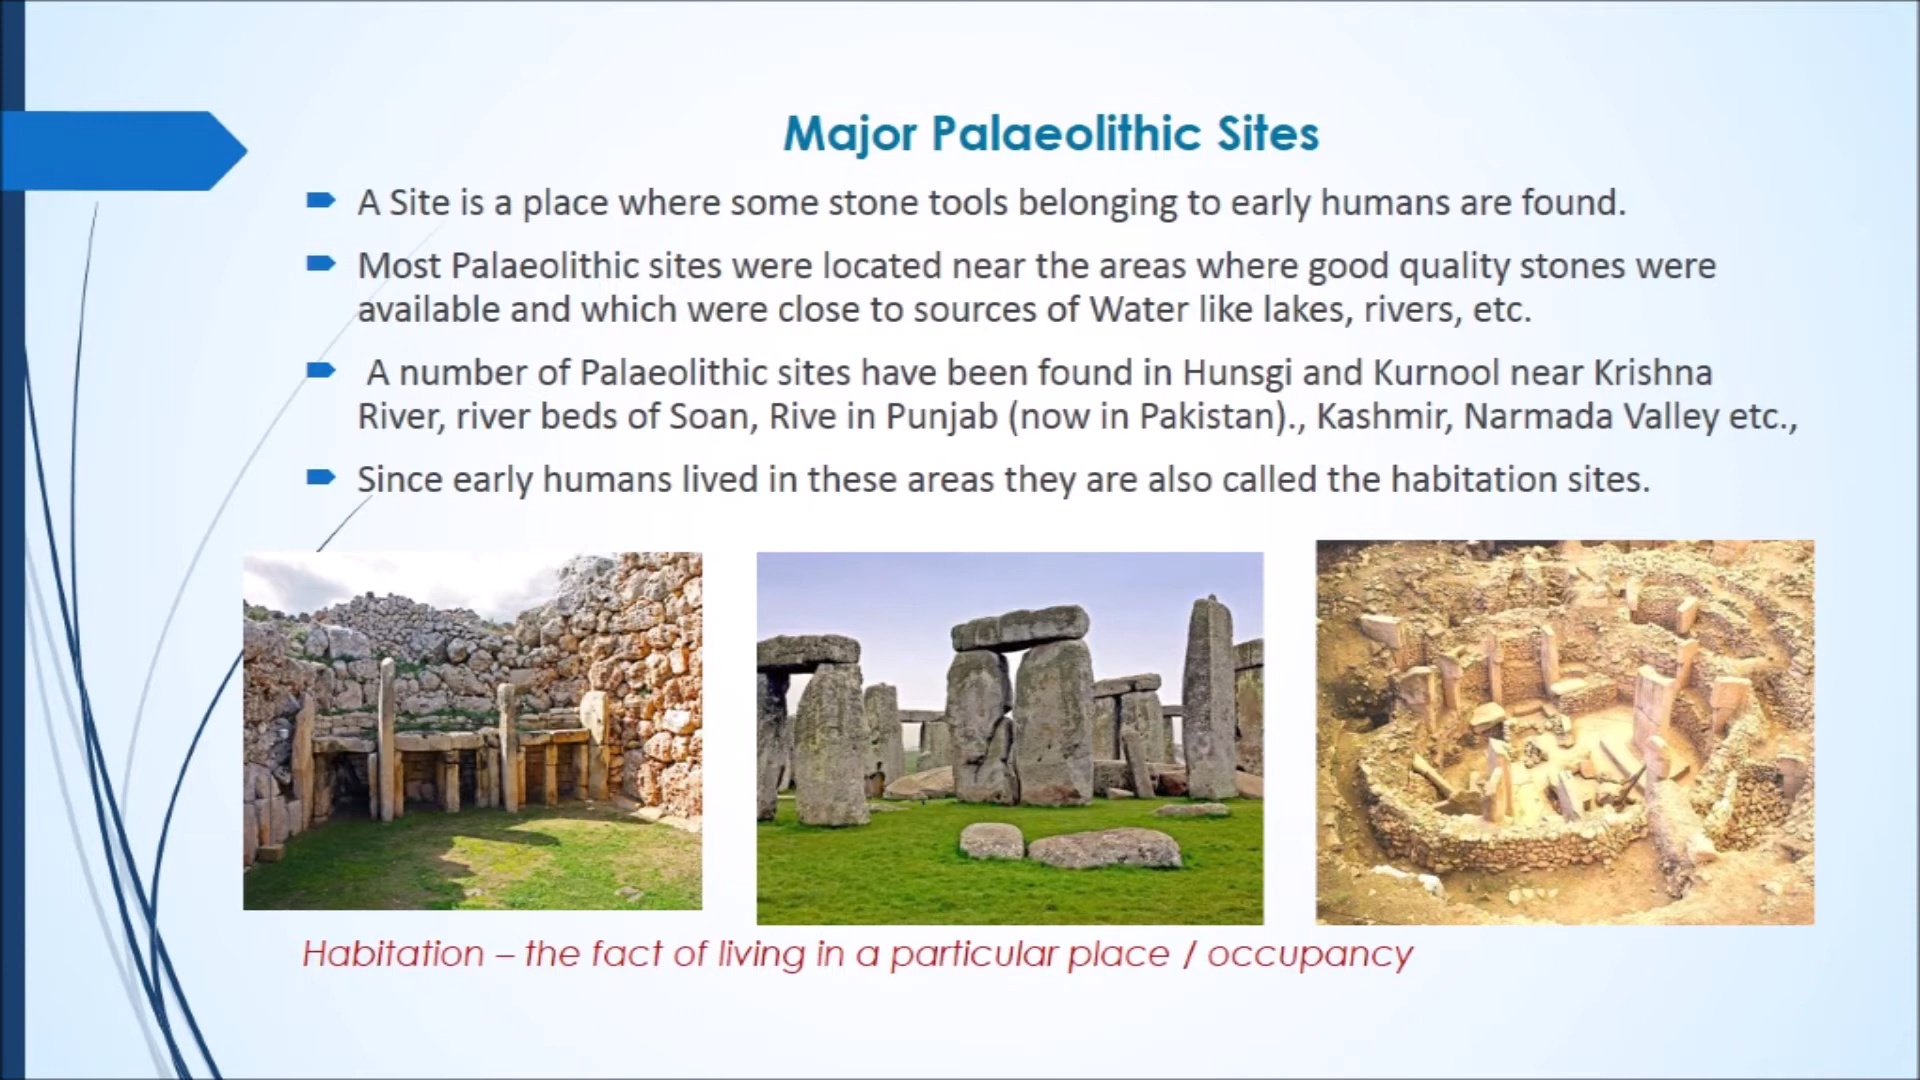 Major Palaeolithic Sites
A Site is a place where some stone tools belonging to early humans are found.
Most Palaeolithic sites were located near the areas where good quality stones were
available and which were close to sources of Water like lakes, rivers, etc.
A number of Palaeolithic sites have been found in Hunsgi and Kurnool near Krishna
River, river beds of Soan, Rive in Punjab (now in Pakistan)., Kashmir, Narmada Valley etc.,
Since early humans lived in these areas they are also called the habitation sites.
Habitation – the fact of living in a particular place / occupancy